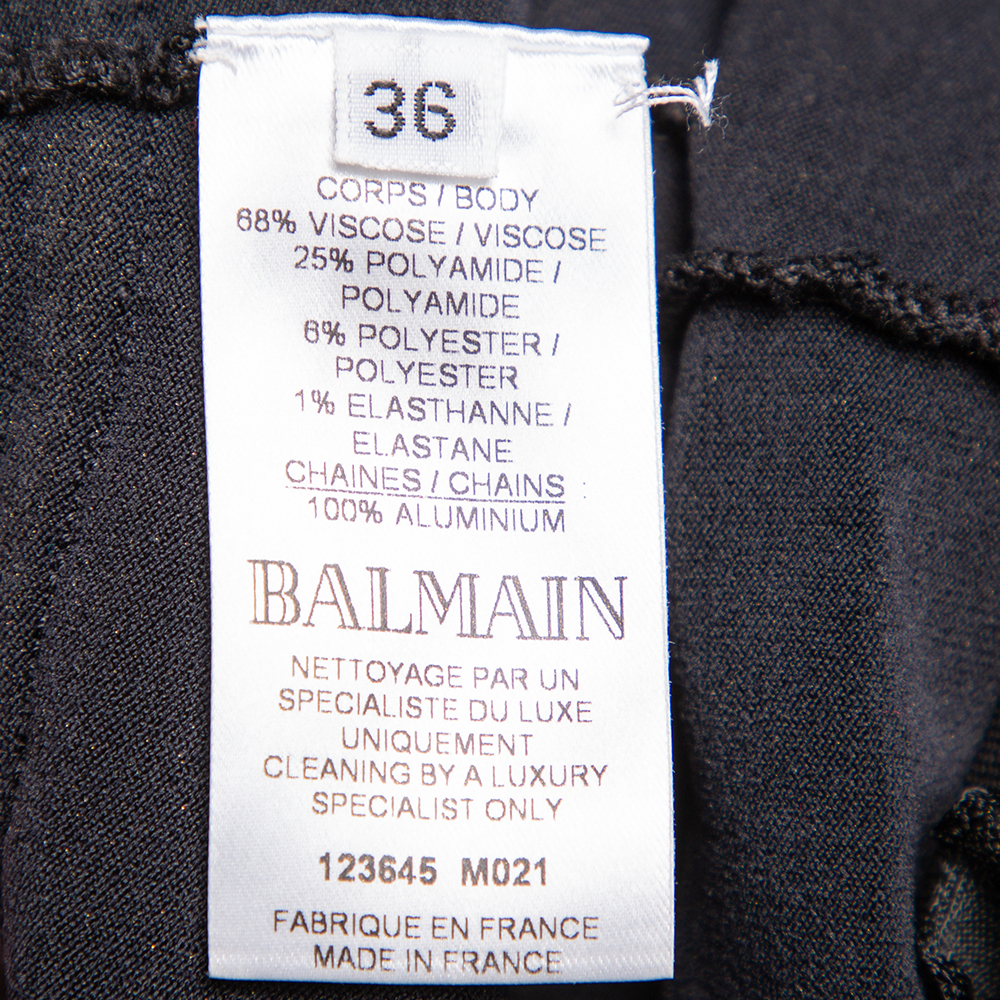 36
CORPS / BODY
68% VISCOSE / VISCOSE
25% POLYAMIDE /
POLYAMIDE
6% POLYESTER /
POLYESTER
1% ELASTHANNE /
ELASTANE
CHAINES / CHAINS :
100% ALUMINIUM
BALMAIN
NETTOYAGE PAR UN
SPECIALISTE DU LUXE
UNIQUEMENT
CLEANING BY A LUXURY
SPECIALIST ONLY
123645 M021
FABRIQUE EN FRANCE
MADE IN FRANCE